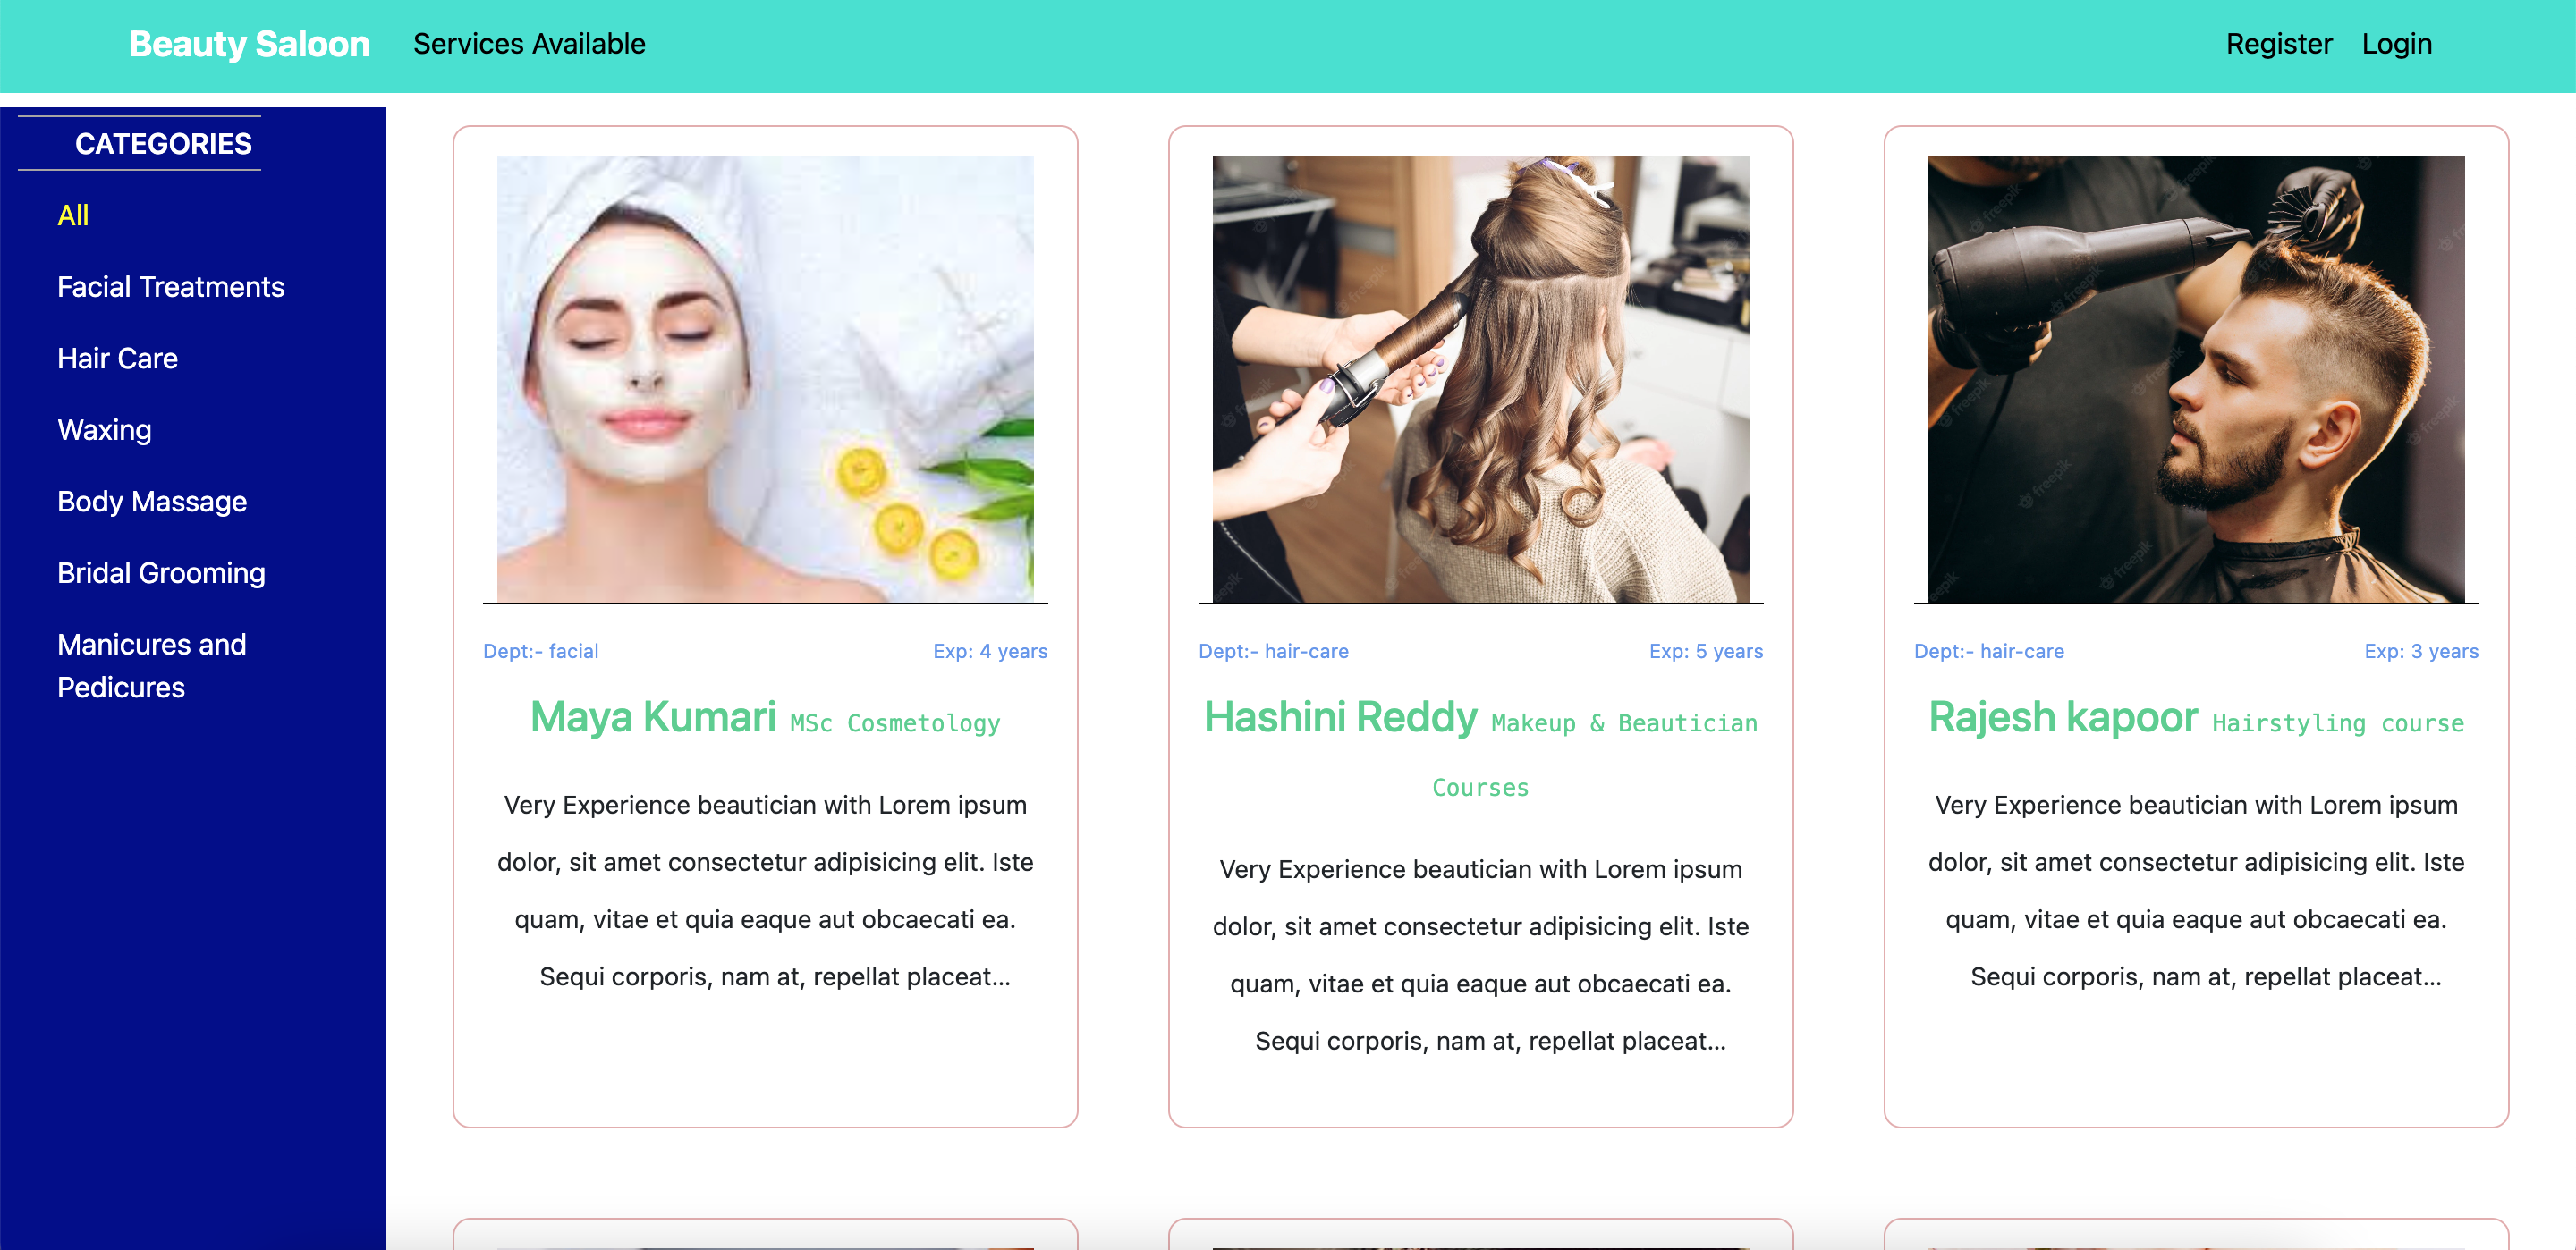 Beauty Saloon Services Available Register Login
CATEGORIES
All
Facial Treatments
Hair Care
Waxing
Body Massage
Bridal Grooming
Manicures and
Pedicures
Dept:- facial Exp: 4 years
Maya Kumari MSc Cosmetology
Very Experience beautician with Lorem ipsum
dolor, sit amet consectetur adipisicing elit. Iste
quam, vitae et quia eaque aut obcaecati ea.
Sequi corporis, nam at, repellat placeat...
Dept:- hair-care Exp: 5 years
Hashini Reddy Makeup & Beautician
Courses
Very Experience beautician with Lorem ipsum
dolor, sit amet consectetur adipisicing elit. Iste
quam, vitae et quia eaque aut obcaecati ea.
Sequi corporis, nam at, repellat placeat...
freepik
freepik
freepik
freepik
freepik
freepik
Dept:- hair-care Exp: 3 years
Rajesh kapoor Hairstyling course
Very Experience beautician with Lorem ipsum
dolor, sit amet consectetur adipisicing elit. Iste
quam, vitae et quia eaque aut obcaecati ea.
Sequi corporis, nam at, repellat placeat...